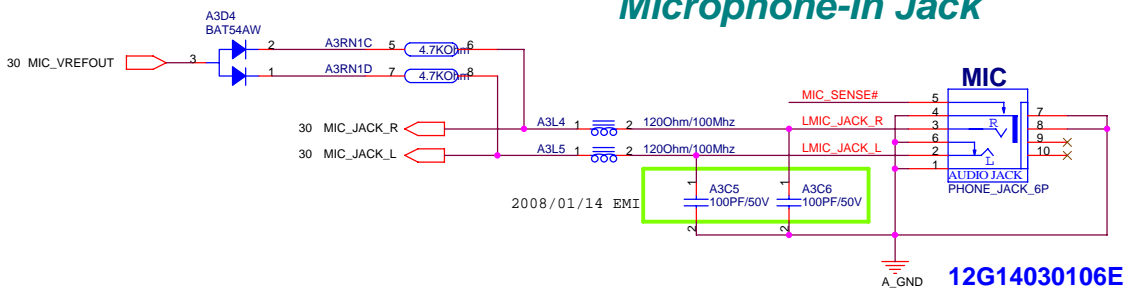 Microphone-In Jack
A3D4
BAT54AW
30 MIC_VREFOUT
3
2 A3RN1C 5 4.7KOhm 6
1 A3RN1D 7 4.7KOhm 8
MIC
MIC_SENSE# 5
4 7
30 MIC_JACK_R A3L4 1 2 120Ohm/100Mhz LMIC_JACK_R 3 R 8
6 9
30 MIC_JACK_L A3L5 1 2 120Ohm/100Mhz LMIC_JACK_L 2 L 10
1
AUDIO JACK
PHONE_JACK_6P
1 1
A3C5 A3C6
100PF/50V 100PF/50V
2008/01/14 EMI
2 2
A_GND
12G14030106E